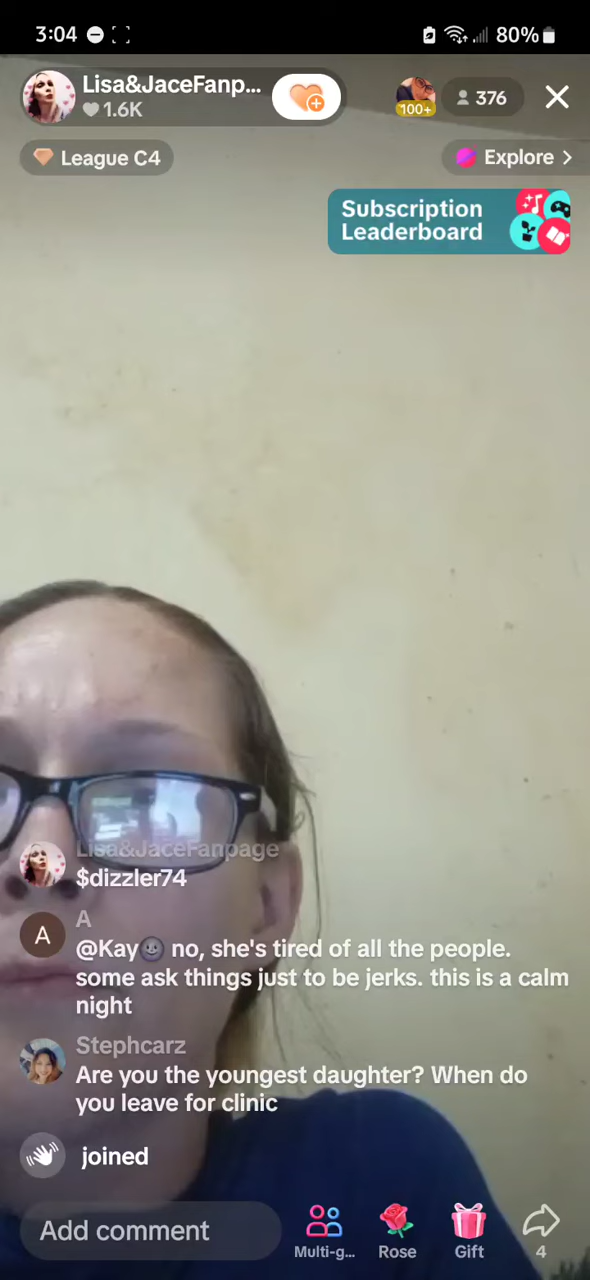 3:04
80%
Lisa&JaceFanp...
1.6K
100+
376
League C4
Explore >
Subscription
Leaderboard
Lisa&JaceFanpage
$dizzler74
A
A
@Kay🌚 no, she's tired of all the people.
some ask things just to be jerks. this is a calm
night
Stephcarz
Are you the youngest daughter? When do
you leave for clinic
joined
Add comment
Multi-g...
Rose
Gift
4